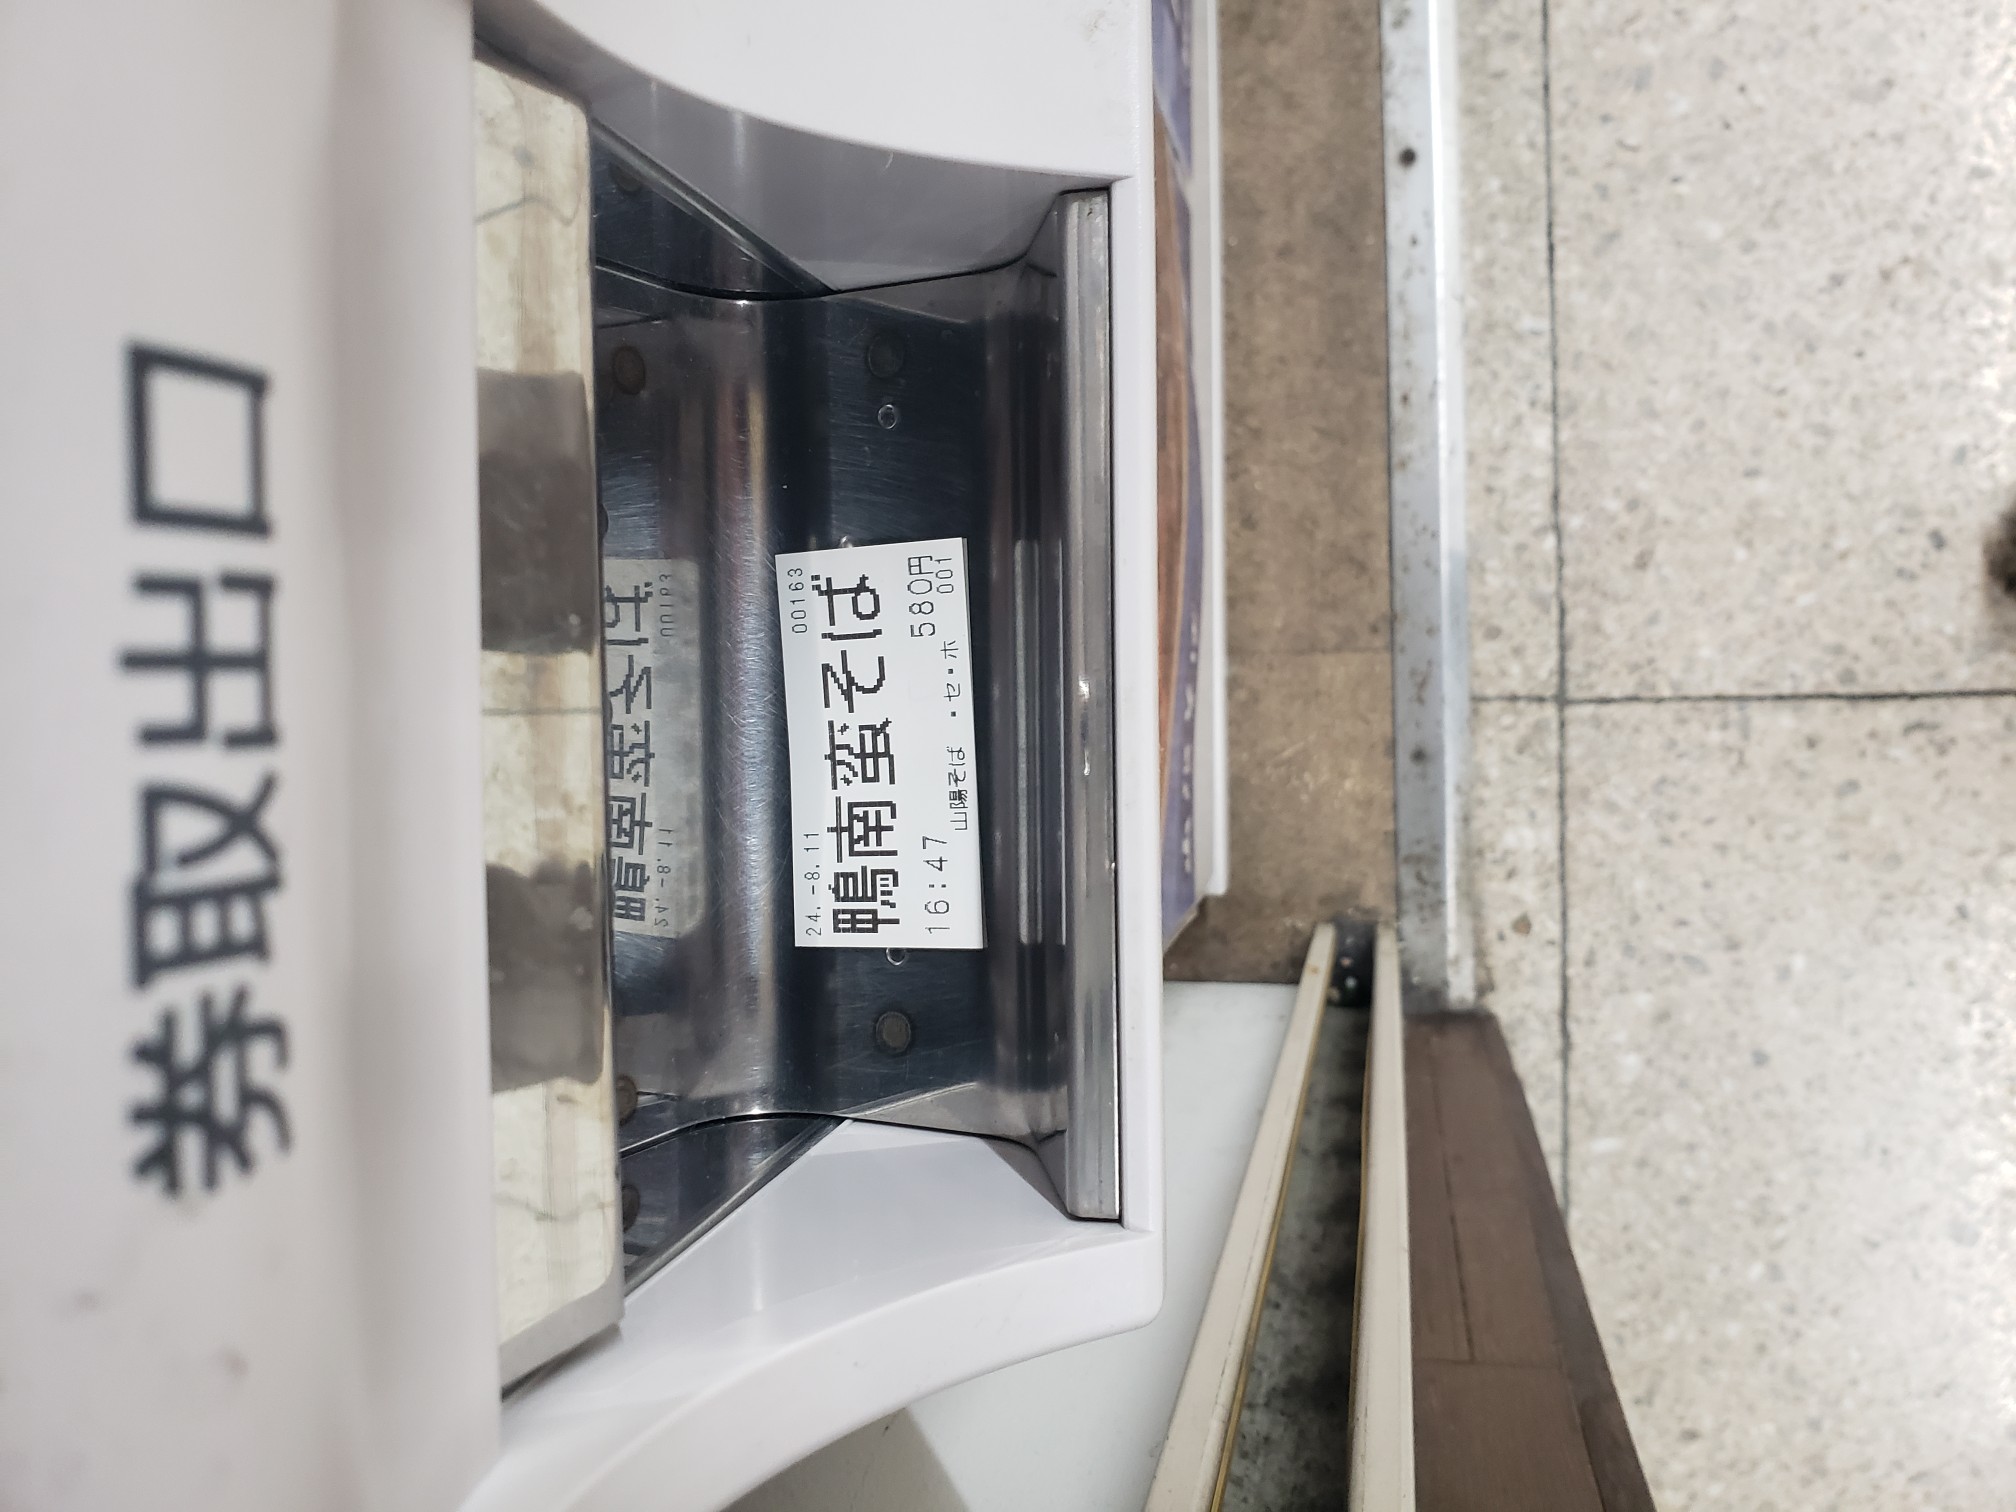 券取出口
24.-8.11 00163
鴨南蛮そば
16:47 580円
山陽そば ・セ・ホ 001